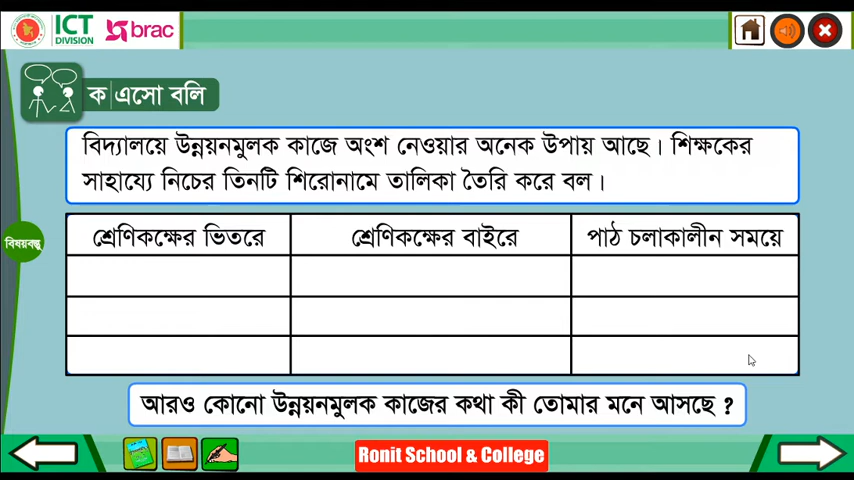 ICT
DIVISION
brac
ক এসো বলি
বিদ্যালয়ে উন্নয়নমুলক কাজে অংশ নেওয়ার অনেক উপায় আছে। শিক্ষকের
সাহায্যে নিচের তিনটি শিরোনামে তালিকা তৈরি করে বল।
বিষয়বস্তু
শ্রেণিকক্ষের ভিতরে শ্রেণিকক্ষের বাইরে পাঠ চলাকালীন সময়ে
আরও কোনো উন্নয়নমুলক কাজের কথা কী তোমার মনে আসছে ?
Ronit School & College